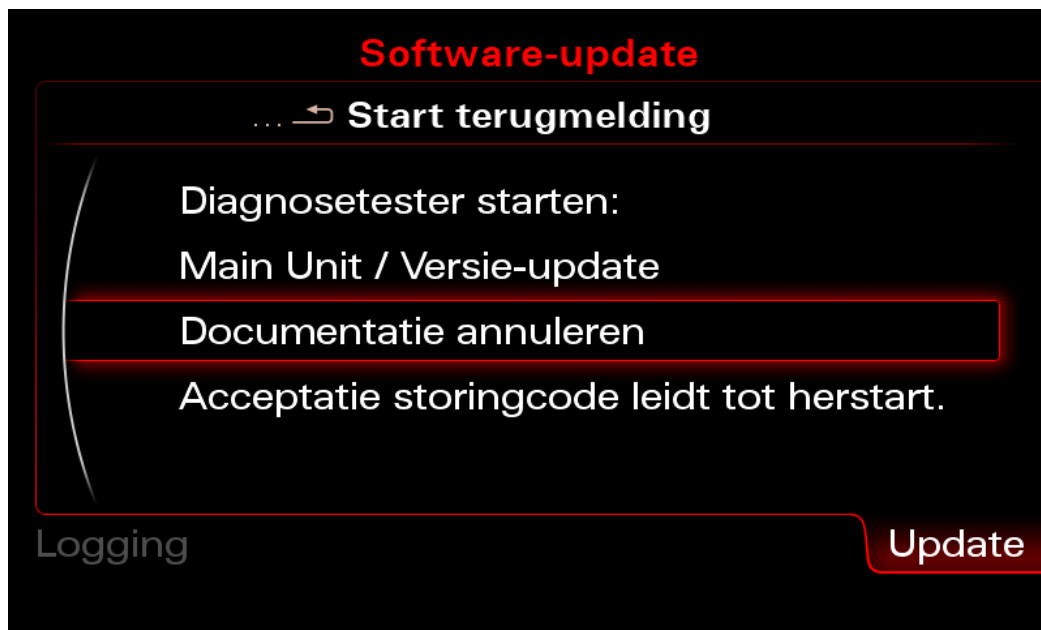 Software-update
... Start terugmelding
Diagnosetester starten:
Main Unit / Versie-update
Documentatie annuleren
Acceptatie storingcode leidt tot herstart.
Logging
Update